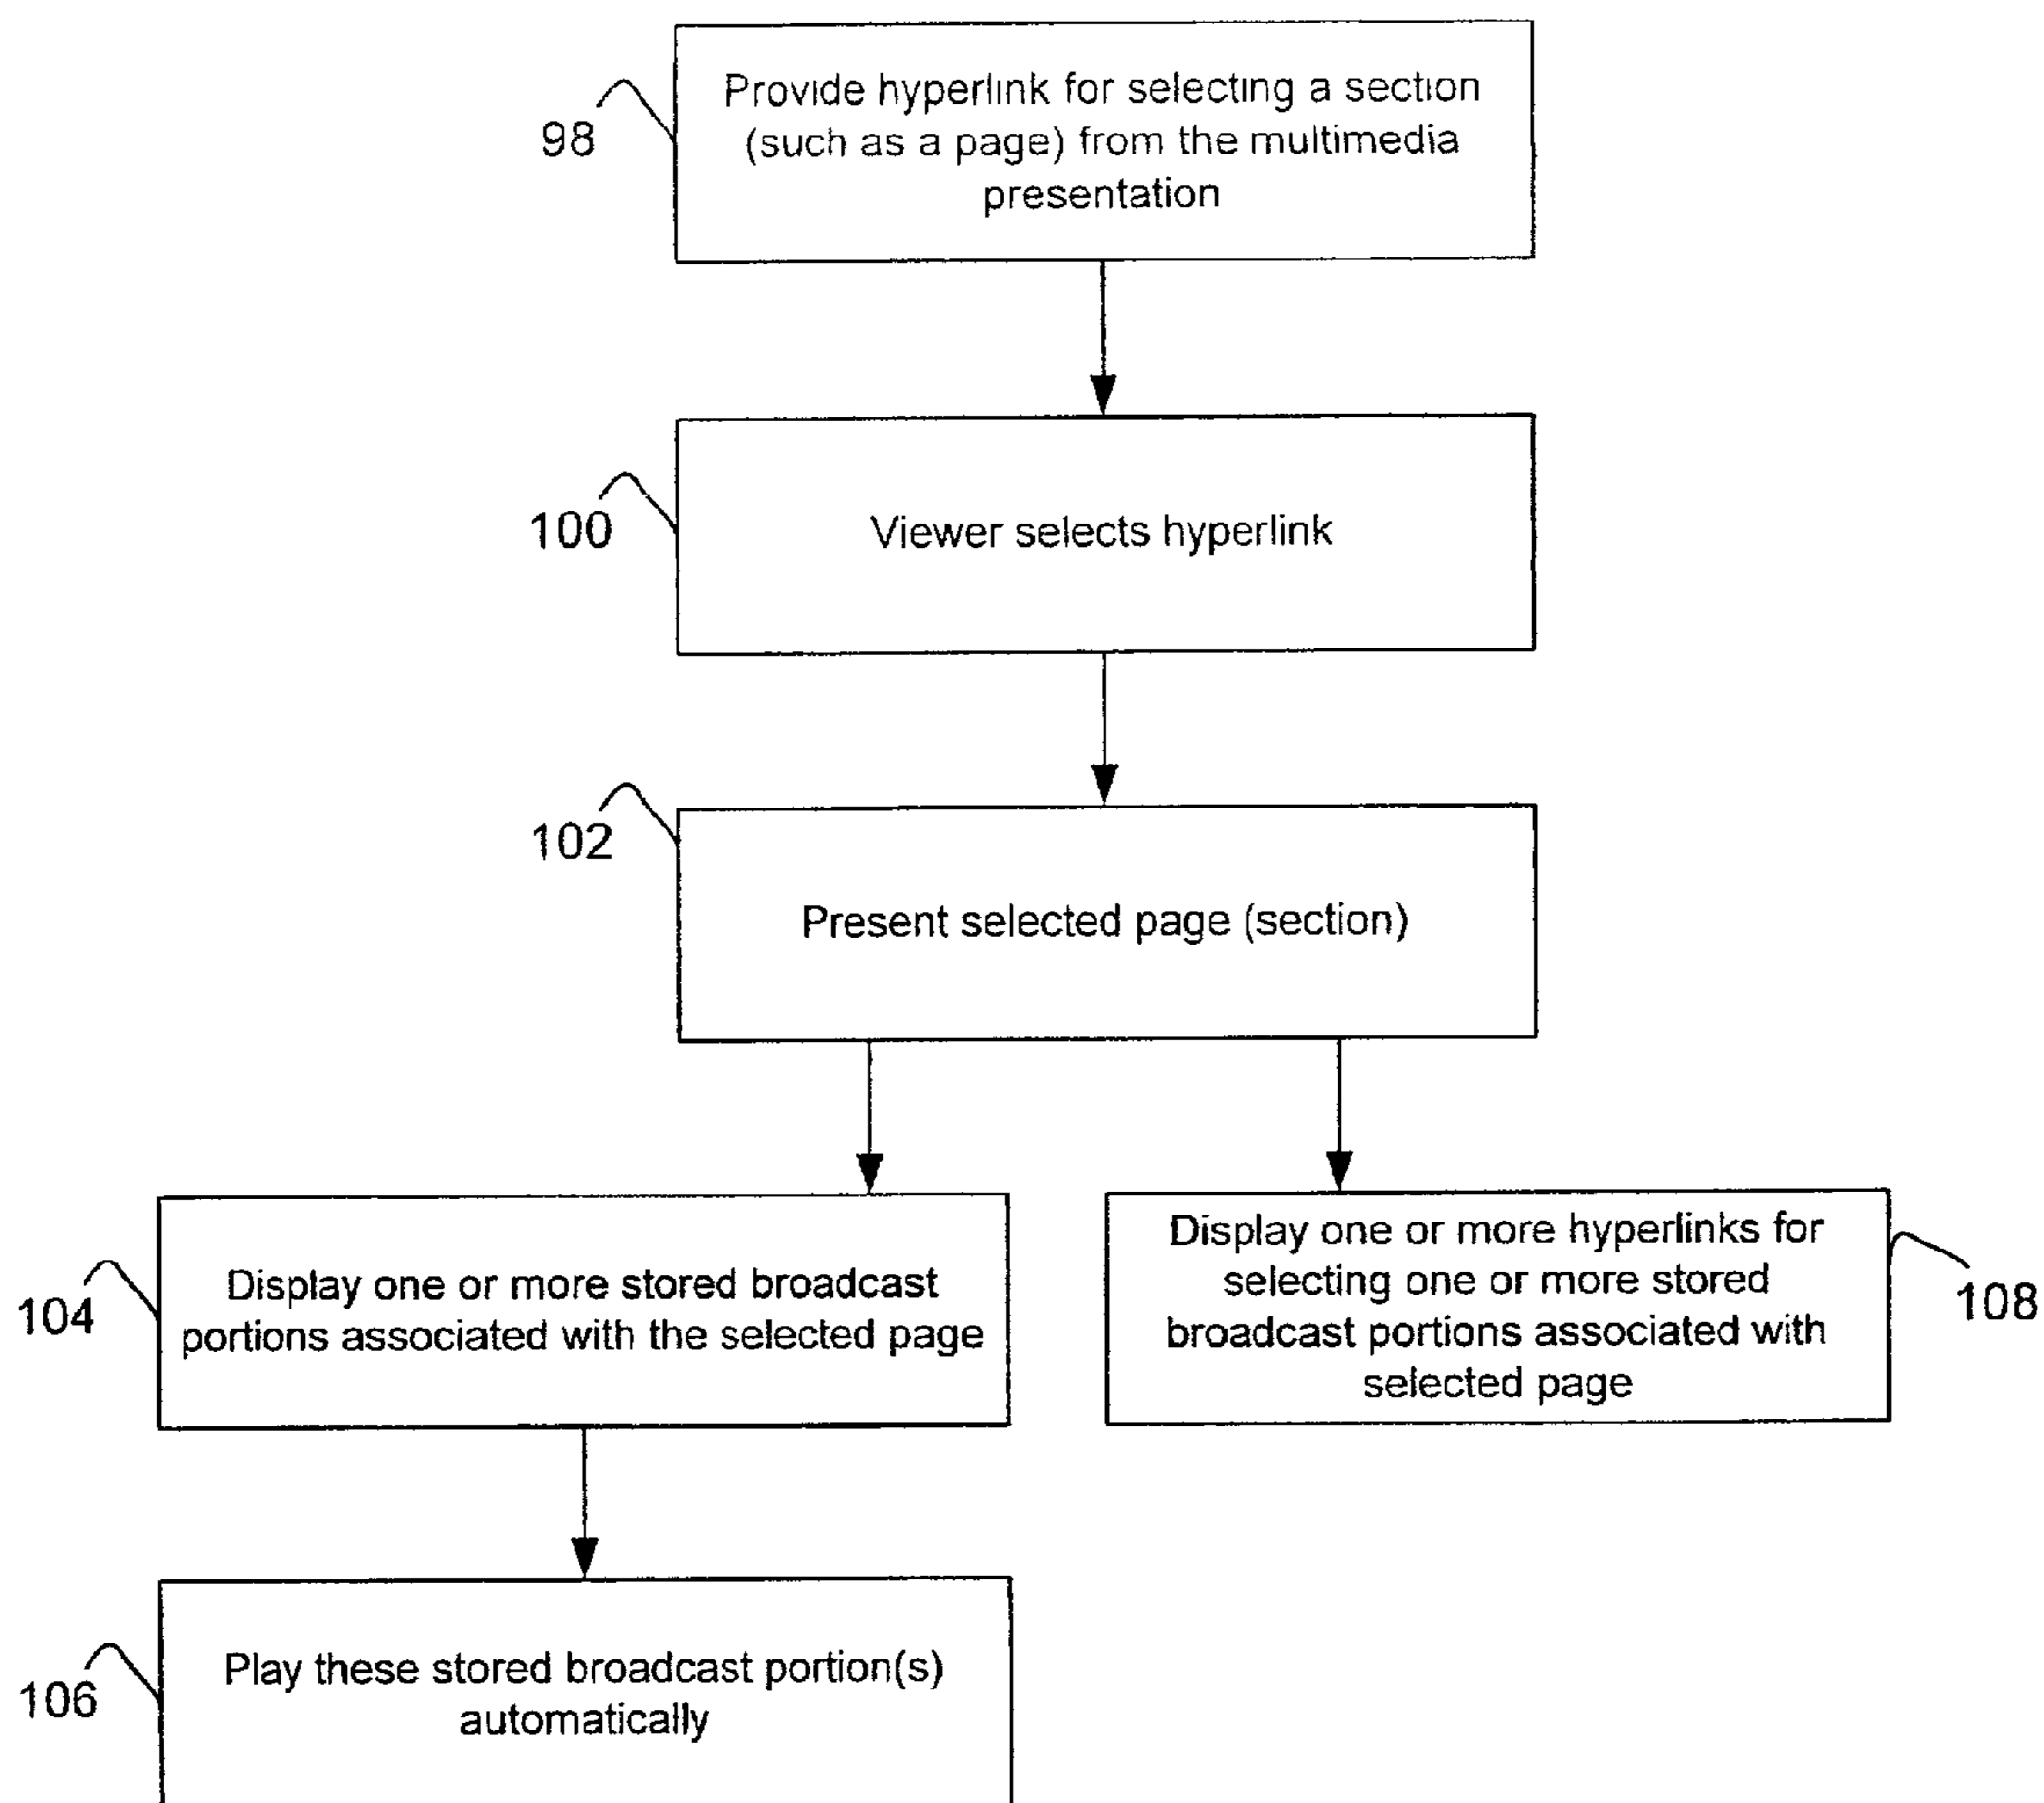 Provide hyperlink for selecting a section
(such as a page) from the multimedia
presentation
98
Viewer selects hyperlink
100
Present selected page (section)
102
Display one or more stored broadcast
portions associated with the selected page
104
Display one or more hyperlinks for
selecting one or more stored
broadcast portions associated with
selected page
108
Play these stored broadcast portion(s)
automatically
106